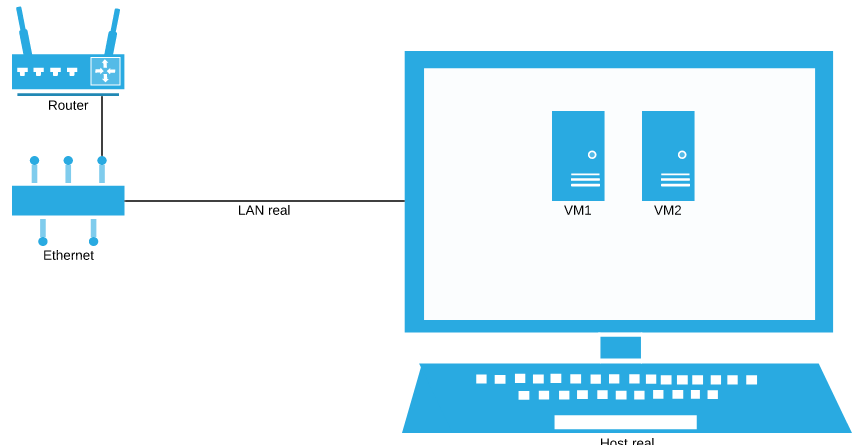 Router
LAN real
VM1
VM2
Ethernet
Host real